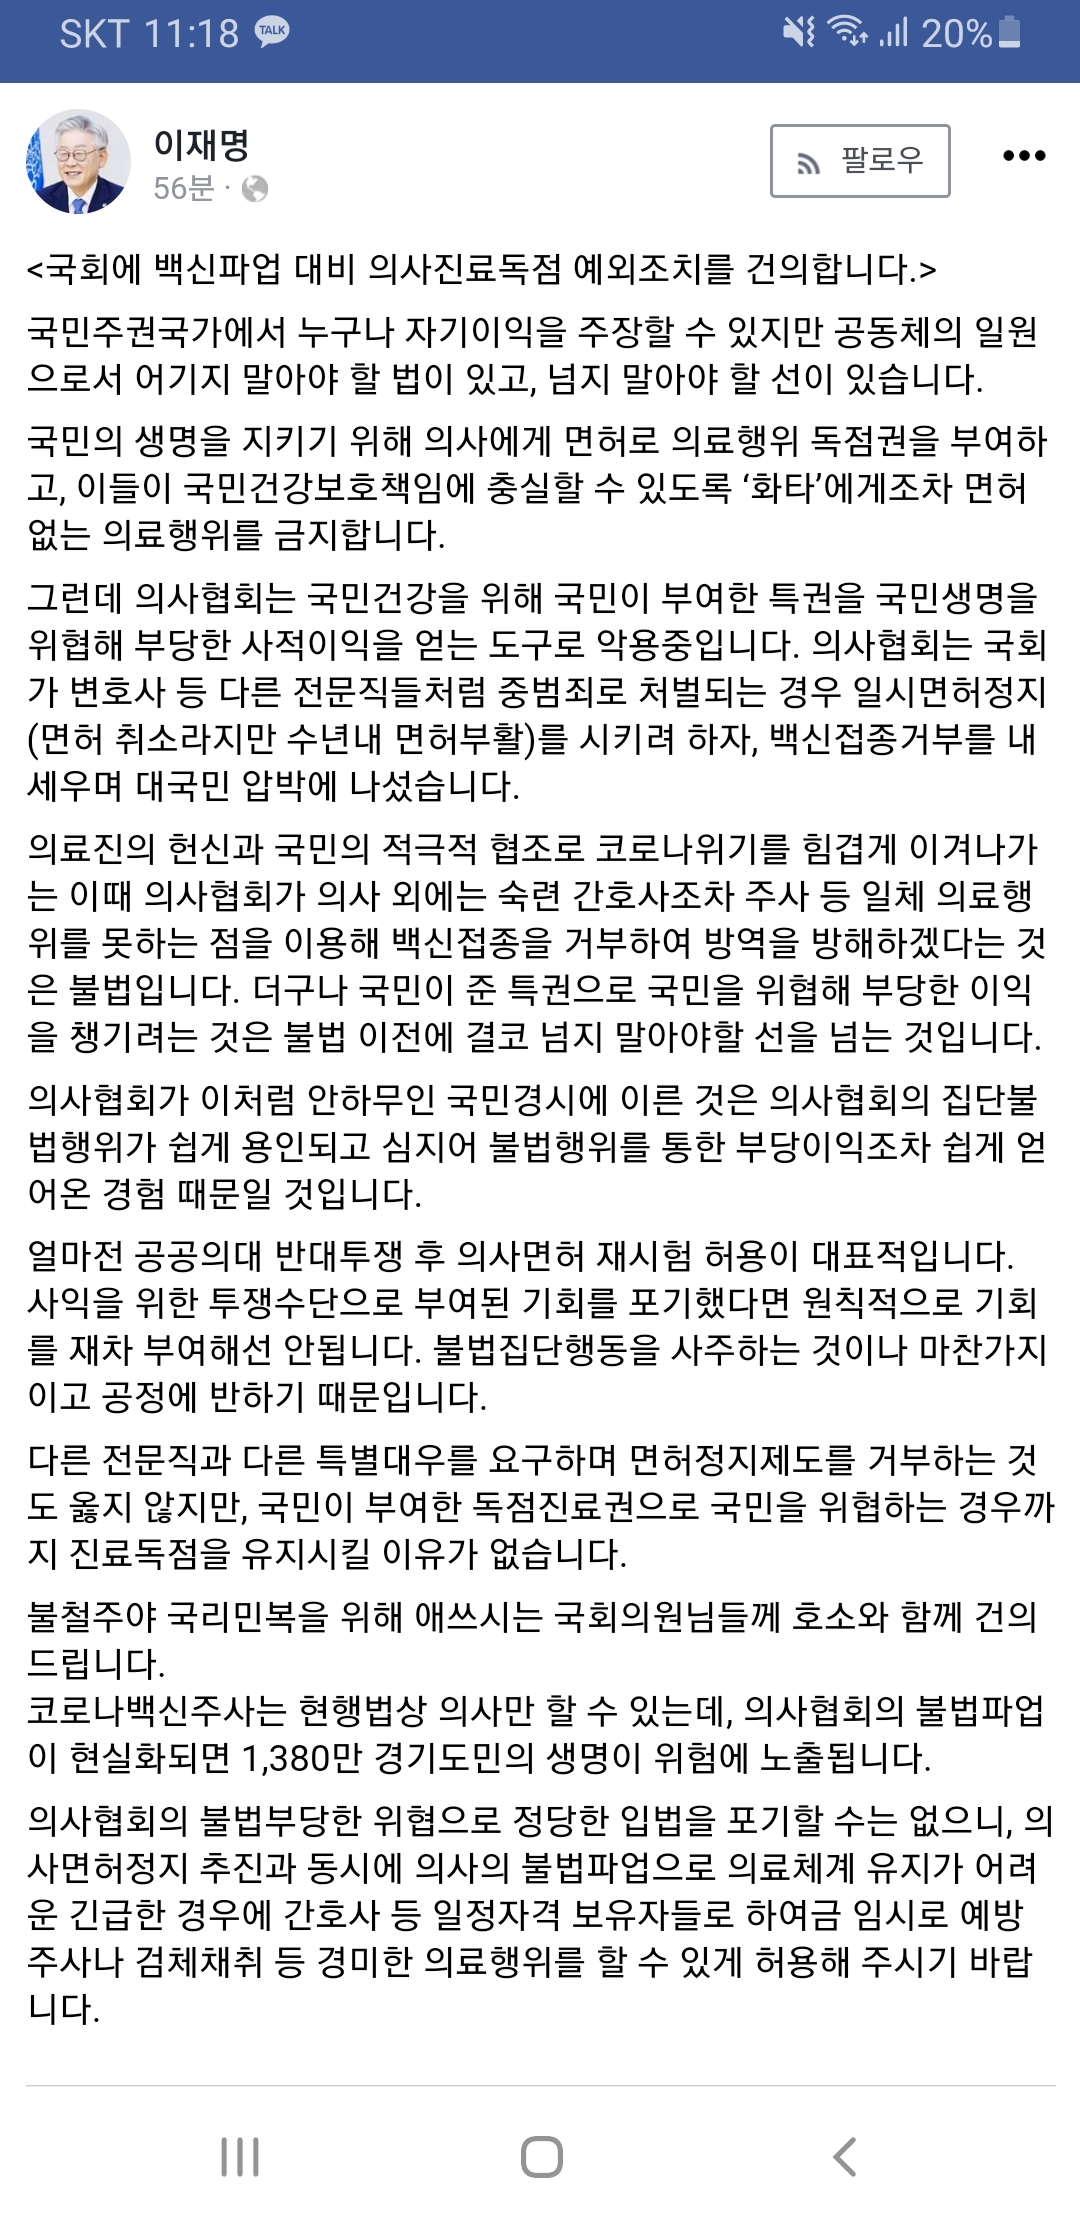 SKT 11:18 TALK 20%
이재명
56분 ·
팔로우
<국회에 백신파업 대비 의사진료독점 예외조치를 건의합니다.>
국민주권국가에서 누구나 자기이익을 주장할 수 있지만 공동체의 일원
으로서 어기지 말아야 할 법이 있고, 넘지 말아야 할 선이 있습니다.
국민의 생명을 지키기 위해 의사에게 면허로 의료행위 독점권을 부여하
고, 이들이 국민건강보호책임에 충실할 수 있도록 ‘화타’에게조차 면허
없는 의료행위를 금지합니다.
그런데 의사협회는 국민건강을 위해 국민이 부여한 특권을 국민생명을
위협해 부당한 사적이익을 얻는 도구로 악용중입니다. 의사협회는 국회
가 변호사 등 다른 전문직들처럼 중범죄로 처벌되는 경우 일시면허정지
(면허 취소라지만 수년내 면허부활)를 시키려 하자, 백신접종거부를 내
세우며 대국민 압박에 나섰습니다.
의료진의 헌신과 국민의 적극적 협조로 코로나위기를 힘겹게 이겨나가
는 이때 의사협회가 의사 외에는 숙련 간호사조차 주사 등 일체 의료행
위를 못하는 점을 이용해 백신접종을 거부하여 방역을 방해하겠다는 것
은 불법입니다. 더구나 국민이 준 특권으로 국민을 위협해 부당한 이익
을 챙기려는 것은 불법 이전에 결코 넘지 말아야할 선을 넘는 것입니다.
의사협회가 이처럼 안하무인 국민경시에 이른 것은 의사협회의 집단불
법행위가 쉽게 용인되고 심지어 불법행위를 통한 부당이익조차 쉽게 얻
어온 경험 때문일 것입니다.
얼마전 공공의대 반대투쟁 후 의사면허 재시험 허용이 대표적입니다.
사익을 위한 투쟁수단으로 부여된 기회를 포기했다면 원칙적으로 기회
를 재차 부여해선 안됩니다. 불법집단행동을 사주하는 것이나 마찬가지
이고 공정에 반하기 때문입니다.
다른 전문직과 다른 특별대우를 요구하며 면허정지제도를 거부하는 것
도 옳지 않지만, 국민이 부여한 독점진료권으로 국민을 위협하는 경우까
지 진료독점을 유지시킬 이유가 없습니다.
불철주야 국리민복을 위해 애쓰시는 국회의원님들께 호소와 함께 건의
드립니다.
코로나백신주사는 현행법상 의사만 할 수 있는데, 의사협회의 불법파업
이 현실화되면 1,380만 경기도민의 생명이 위험에 노출됩니다.
의사협회의 불법부당한 위협으로 정당한 입법을 포기할 수는 없으니, 의
사면허정지 추진과 동시에 의사의 불법파업으로 의료체계 유지가 어려
운 긴급한 경우에 간호사 등 일정자격 보유자들로 하여금 임시로 예방
주사나 검체채취 등 경미한 의료행위를 할 수 있게 허용해 주시기 바랍
니다.